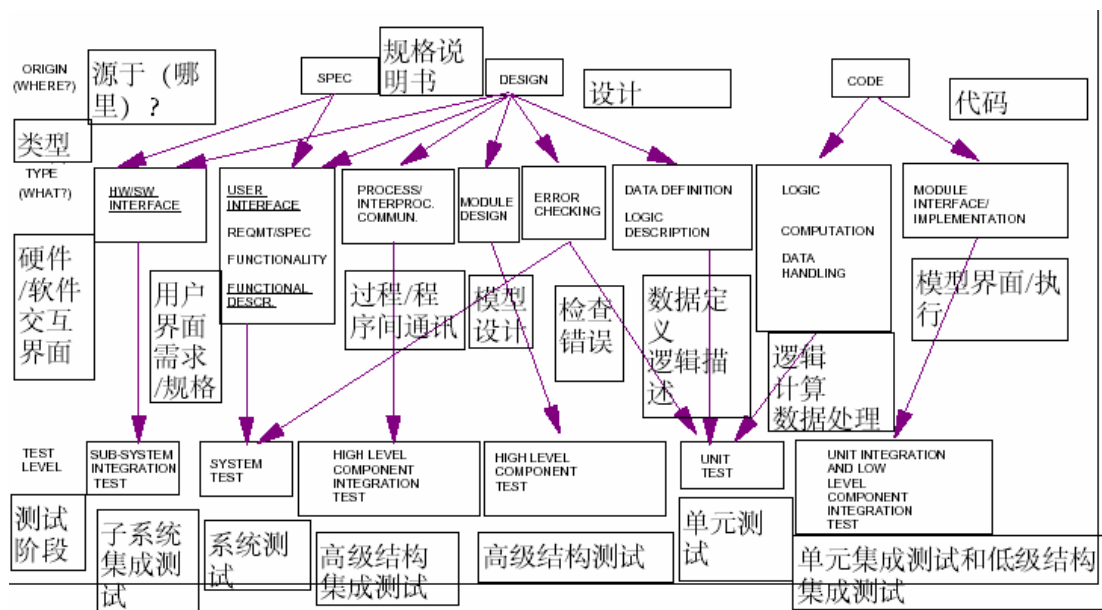 ORIGIN
(WHERE?)
源于（哪
里）?
SPEC
规格说
明书
DESIGN
设计
CODE
代码
类型
TYPE
(WHAT?)
HW/SW
INTERFACE
USER
INTERFACE
REQMT/SPEC
FUNCTIONALITY
FUNCTIONAL
DESCR.
PROCESS/
INTERPROC.
COMMUN.
MODULE
DESIGN
ERROR
CHECKING
DATA DEFINITION
LOGIC
DESCRIPTION
LOGIC
COMPUTATION
DATA
HANDLING
MODULE
INTERFACE/
IMPLEMENTATION
硬件
/软件
交互
界面
用户
界面
需求
/规格
过程/程
序间通讯
模型
设计
检查
错误
数据定
义
逻辑描
述
逻辑
计算
数据处理
模型界面/执
行
TEST
LEVEL
SUB-SYSTEM
INTEGRATION
TEST
SYSTEM
TEST
HIGH LEVEL
COMPONENT
INTEGRATION
TEST
HIGH LEVEL
COMPONENT
TEST
UNIT
TEST
UNIT INTEGRATION
AND LOW
LEVEL
COMPONENT
INTEGRATION
TEST
测试
阶段
子系统
集成测
试
系统测
试
高级结构
集成测试
高级结构测试
单元测
试
单元集成测试和低级结构
集成测试